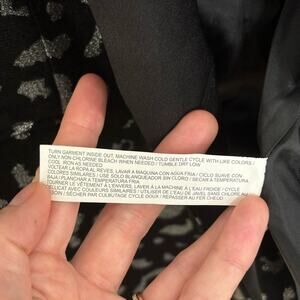 TURN GARMENT INSIDE OUT, MACHINE WASH COLD GENTLE CYCLE WITH LIKE COLORS /
ONLY NON-CHLORINE BLEACH WHEN NEEDED / TUMBLE DRY LOW
COOL IRON AS NEEDED
VOLTEAR LA ROPA AL REVES, LAVAR A MAQUINA CON AGUA FRIA / CICLO SUAVE CON
COLORES SIMILARES / USE SOLO BLANQUEADOR SIN CLORO / SECAR A TEMPERATURA
BAJA / PLANCHAR A TEMPERATURA FRIA
TOURNER LE VÊTEMENT À L'ENVERS, LAVER À LA MACHINE À L'EAU FROIDE - CYCLE
DÉLICAT AVEC COULEURS SIMILAIRES / UTILISER DE L'EAU DE JAVEL SANS CHLORE AU
BESOIN / SÉCHER PAR CULBUTAGE CYCLE DOUX / REPASSER AU FER CHAUD